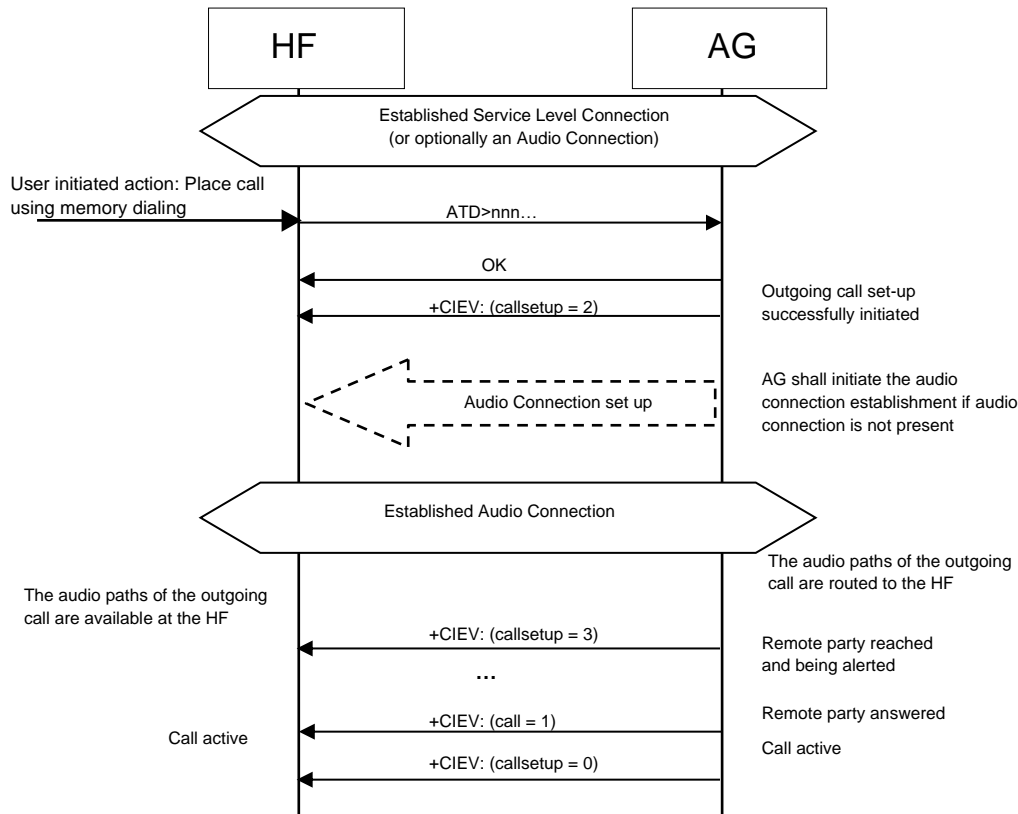 HF
AG
Established Service Level Connection
(or optionally an Audio Connection)
User initiated action: Place call
using memory dialing
ATD>nnn…
OK
+CIEV: (callsetup = 2)
Outgoing call set-up
successfully initiated
Audio Connection set up
AG shall initiate the audio
connection establishment if audio
connection is not present
Established Audio Connection
The audio paths of the outgoing
call are routed to the HF
The audio paths of the outgoing
call are available at the HF
+CIEV: (callsetup = 3)
Remote party reached
and being alerted
…
+CIEV: (call = 1)
Remote party answered
Call active
Call active
+CIEV: (callsetup = 0)